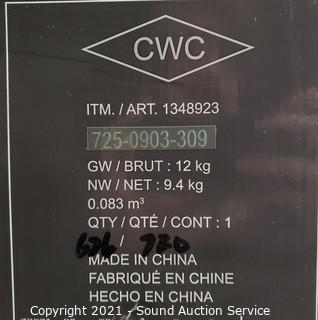 CWC
ITM. / ART. 1348923
725-0903-309
GW / BRUT : 12 kg
NW / NET : 9.4 kg
0.083 m³
QTY / QTÉ / CONT : 1
/
MADE IN CHINA
FABRIQUÉ EN CHINE
HECHO EN CHINA
Copyright 2021 - Sound Auction Service